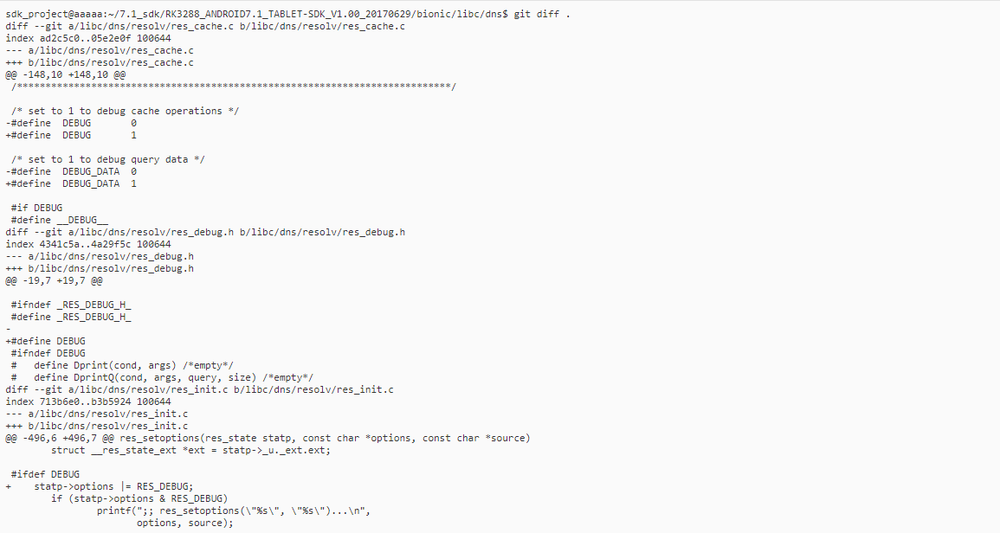 sdk_project@aaaaa:~/7.1_sdk/RK3288_ANDROID7.1_TABLET-SDK_V1.00_20170629/bionic/libc/dns$ git diff .
diff --git a/libc/dns/resolv/res_cache.c b/libc/dns/resolv/res_cache.c
index ad2c5c0..05e2e0f 100644
--- a/libc/dns/resolv/res_cache.c
+++ b/libc/dns/resolv/res_cache.c
@@ -148,10 +148,10 @@
 /****************************************************************************/

 /* set to 1 to debug cache operations */
-#define  DEBUG       0
+#define  DEBUG       1

 /* set to 1 to debug query data */
-#define  DEBUG_DATA  0
+#define  DEBUG_DATA  1

 #if DEBUG
 #define __DEBUG__
diff --git a/libc/dns/resolv/res_debug.h b/libc/dns/resolv/res_debug.h
index 4341c5a..4a29f5c 100644
--- a/libc/dns/resolv/res_debug.h
+++ b/libc/dns/resolv/res_debug.h
@@ -19,7 +19,7 @@

 #ifndef _RES_DEBUG_H_
 #define _RES_DEBUG_H_
-
+#define DEBUG
 #ifndef DEBUG
 #   define Dprint(cond, args) /*empty*/
 #   define DprintQ(cond, args, query, size) /*empty*/
diff --git a/libc/dns/resolv/res_init.c b/libc/dns/resolv/res_init.c
index 713b6e0..b3b5924 100644
--- a/libc/dns/resolv/res_init.c
+++ b/libc/dns/resolv/res_init.c
@@ -496,6 +496,7 @@ res_setoptions(res_state statp, const char *options, const char *source)
        struct __res_state_ext *ext = statp->_u._ext.ext;

 #ifdef DEBUG
+    statp->options |= RES_DEBUG;
        if (statp->options & RES_DEBUG)
                printf(";; res_setoptions(\"%s\", \"%s\")...\n",
                       options, source);